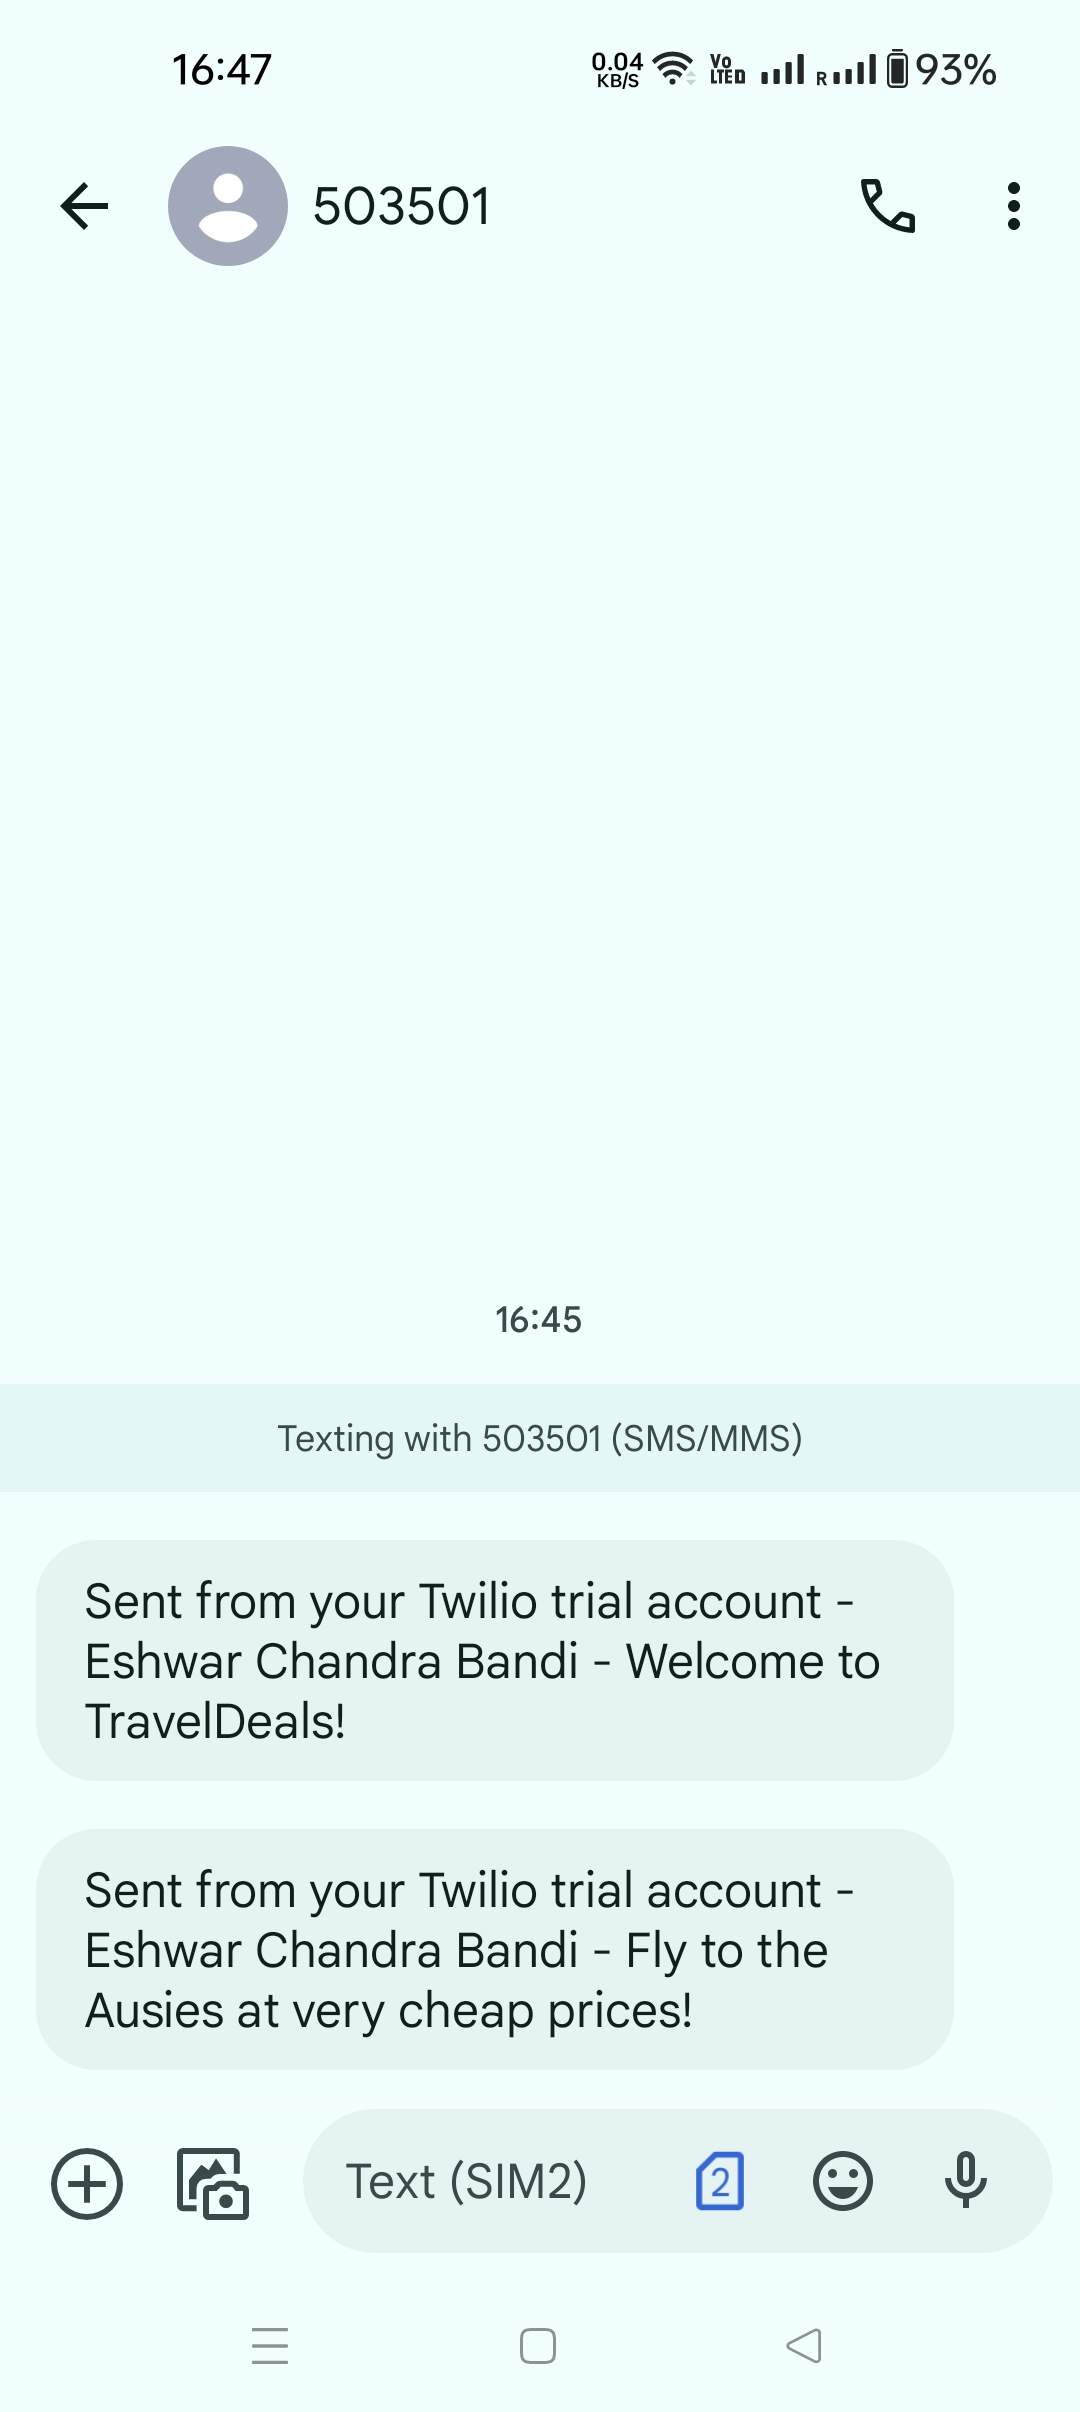 16:47
0.04
KB/S
Vo
LTE
R
93%
503501
16:45
Texting with 503501 (SMS/MMS)
Sent from your Twilio trial account -
Eshwar Chandra Bandi - Welcome to
TravelDeals!
Sent from your Twilio trial account -
Eshwar Chandra Bandi - Fly to the
Ausies at very cheap prices!
Text (SIM2)
2